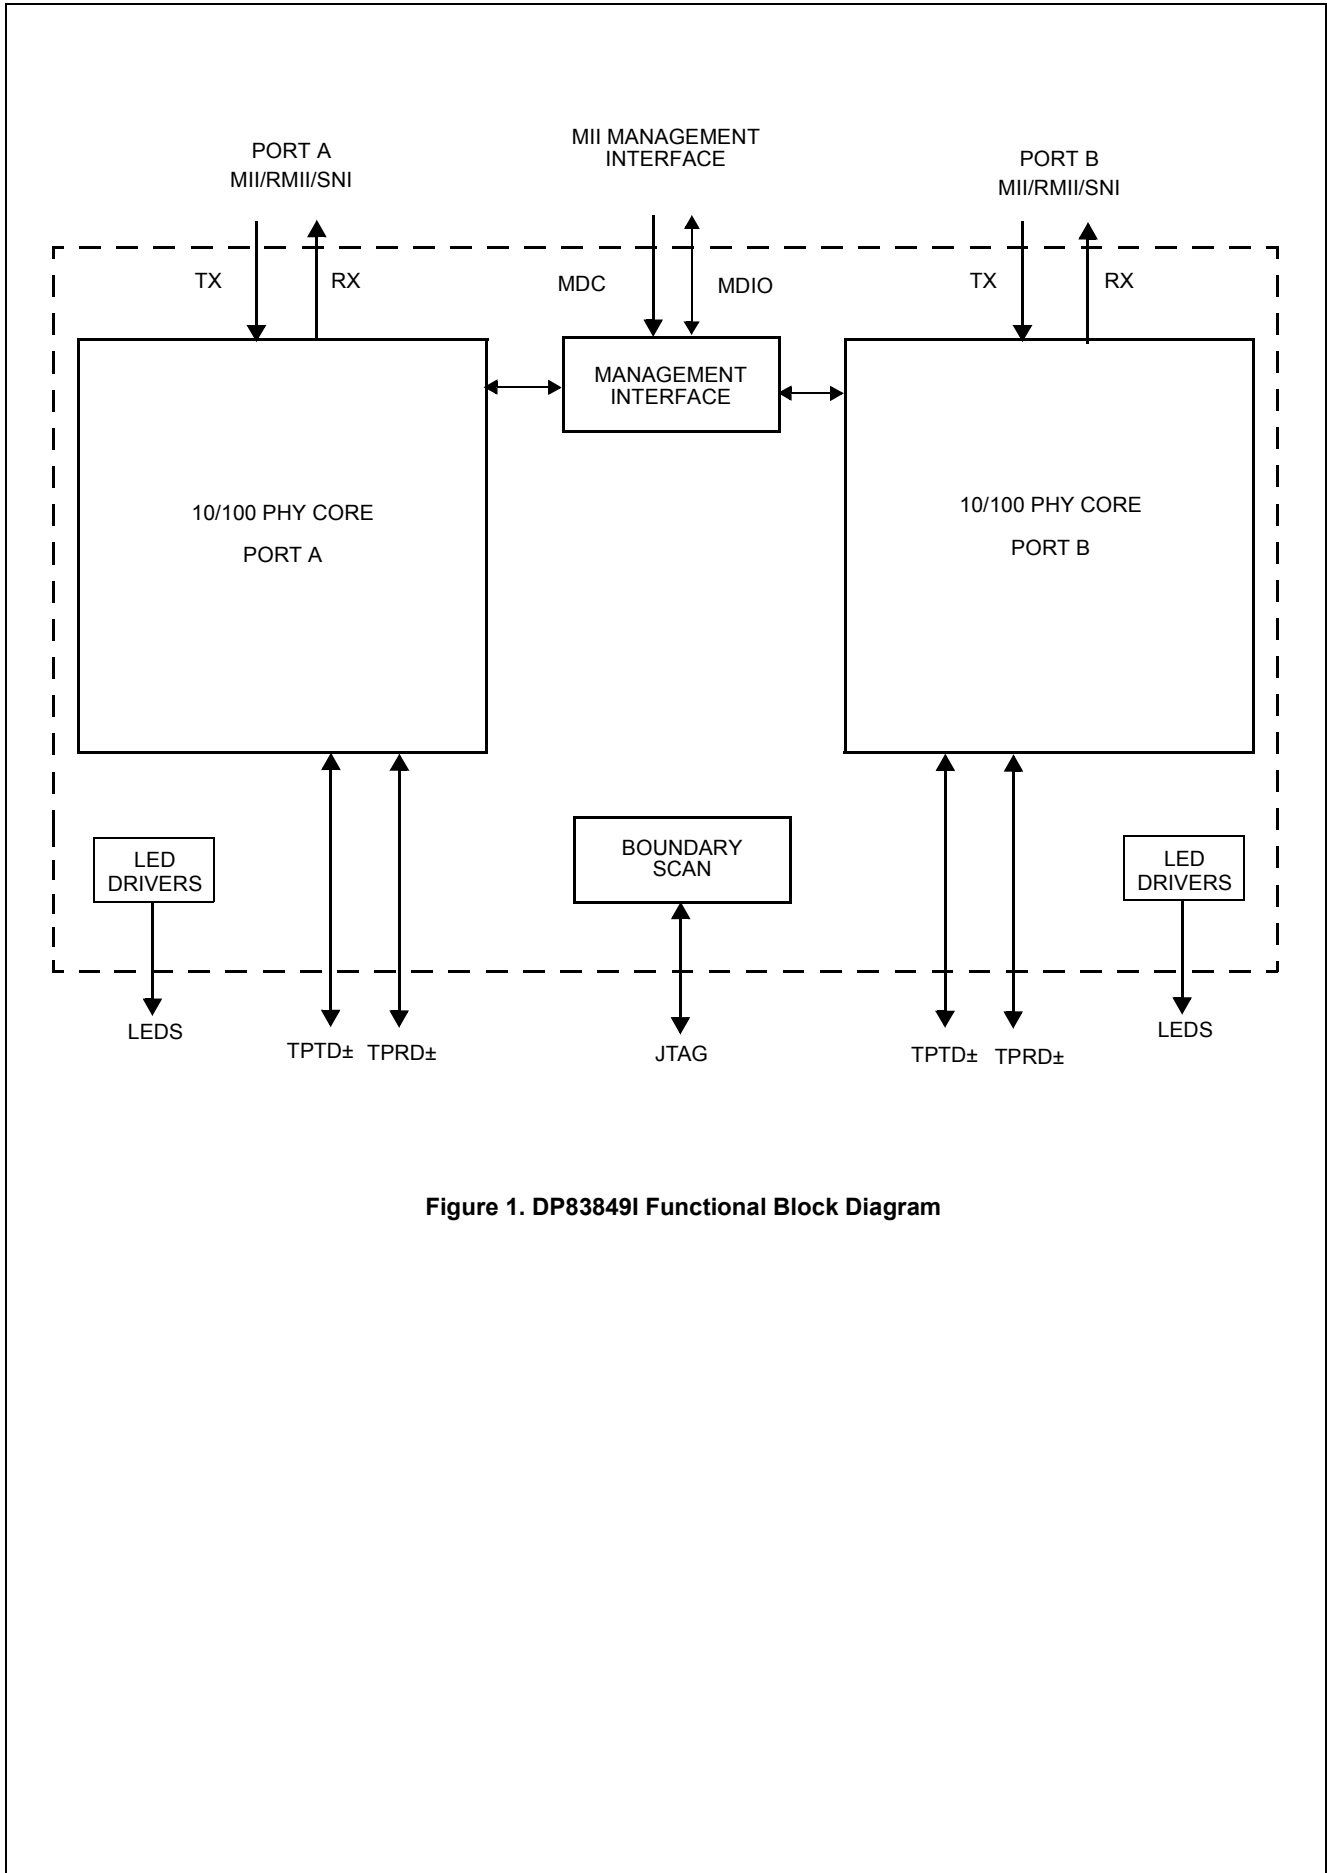 MII MANAGEMENT
INTERFACE
PORT A
MII/RMII/SNI
PORT B
MII/RMII/SNI
TX
RX
MDC
MDIO
TX
RX
MANAGEMENT
INTERFACE
10/100 PHY CORE
PORT A
10/100 PHY CORE
PORT B
LED
DRIVERS
BOUNDARY
SCAN
LED
DRIVERS
LEDS
TPTD±
TPRD±
JTAG
TPTD±
TPRD±
LEDS
Figure 1. DP83849I Functional Block Diagram